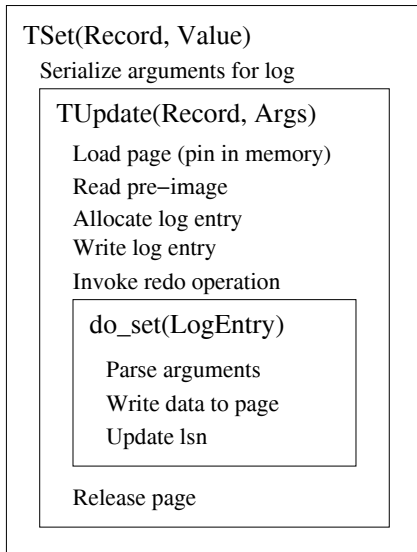 TSet(Record, Value)
Serialize arguments for log
TUpdate(Record, Args)
Load page (pin in memory)
Read pre−image
Allocate log entry
Write log entry
Invoke redo operation
do_set(LogEntry)
Parse arguments
Write data to page
Update lsn
Release page